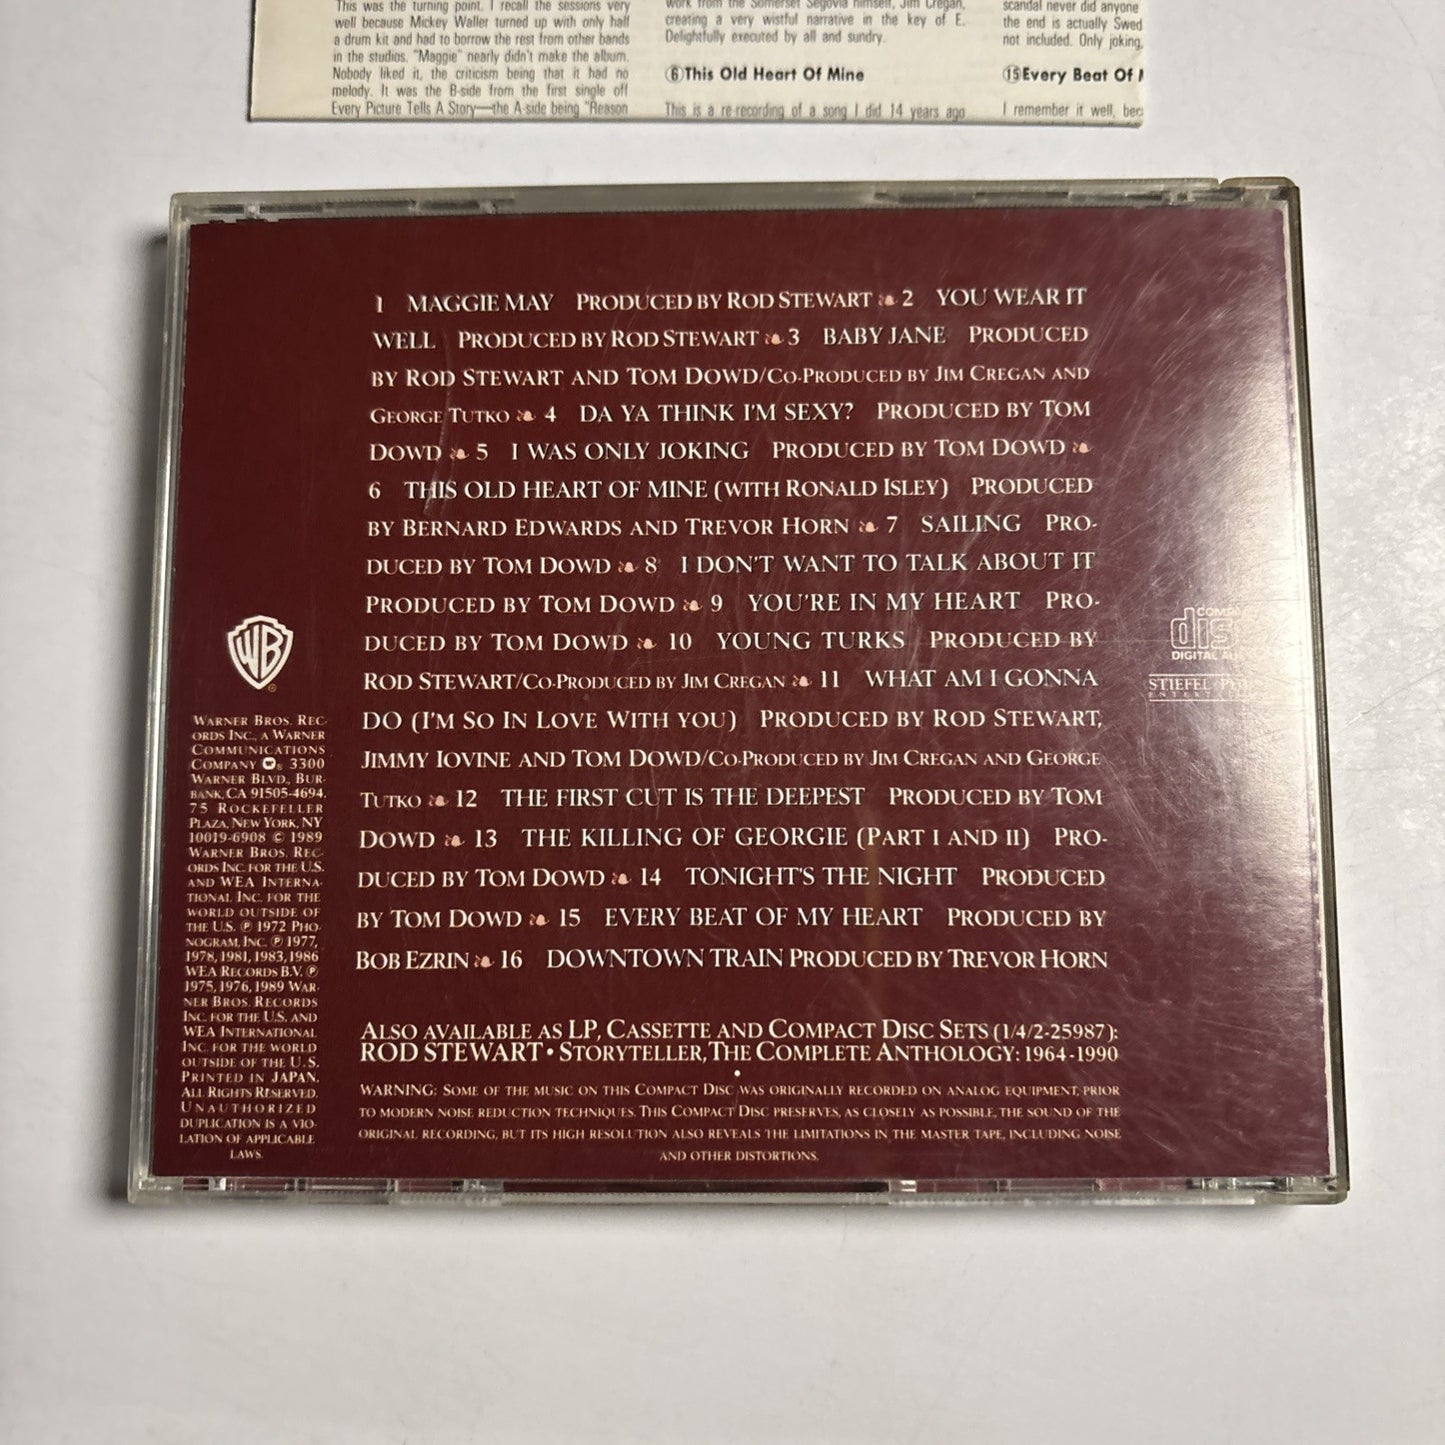 This was the turning point. I recall the sessions very
well because Mickey Waller turned up with only half
a drum kit and had to borrow the rest from other bands
in the studios. "Maggie" nearly didn't make the album.
Nobody liked it, the criticism being that it had no
melody. It was the B-side from the first single off
Every Picture Tells A Story—the A-side being "Reason
work from the Somerset Segovia himself, Jim Cregan,
creating a very wistful narrative in the key of E.
Delightfully executed by all and sundry.
⑥This Old Heart Of Mine
This is a re-recording of a song I did 14 years ago
scandal never did anyone
the end is actually Swed
not included. Only joking,
⑮Every Beat Of M
I remember it well, bec
1 MAGGIE MAY PRODUCED BY ROD STEWART ❧ 2 YOU WEAR IT
WELL PRODUCED BY ROD STEWART ❧ 3 BABY JANE PRODUCED
BY ROD STEWART AND TOM DOWD/CO-PRODUCED BY JIM CREGAN AND
GEORGE TUTKO ❧ 4 DA YA THINK I'M SEXY? PRODUCED BY TOM
DOWD ❧ 5 I WAS ONLY JOKING PRODUCED BY TOM DOWD ❧
6 THIS OLD HEART OF MINE (WITH RONALD ISLEY) PRODUCED
BY BERNARD EDWARDS AND TREVOR HORN ❧ 7 SAILING PRO-
DUCED BY TOM DOWD ❧ 8 I DON'T WANT TO TALK ABOUT IT
PRODUCED BY TOM DOWD ❧ 9 YOU'RE IN MY HEART PRO-
DUCED BY TOM DOWD ❧ 10 YOUNG TURKS PRODUCED BY
ROD STEWART/CO-PRODUCED BY JIM CREGAN ❧ 11 WHAT AM I GONNA
DO (I'M SO IN LOVE WITH YOU) PRODUCED BY ROD STEWART,
JIMMY IOVINE AND TOM DOWD/CO-PRODUCED BY JIM CREGAN AND GEORGE
TUTKO ❧ 12 THE FIRST CUT IS THE DEEPEST PRODUCED BY TOM
DOWD ❧ 13 THE KILLING OF GEORGIE (PART I AND II) PRO-
DUCED BY TOM DOWD ❧ 14 TONIGHT'S THE NIGHT PRODUCED
BY TOM DOWD ❧ 15 EVERY BEAT OF MY HEART PRODUCED BY
BOB EZRIN ❧ 16 DOWNTOWN TRAIN PRODUCED BY TREVOR HORN
ALSO AVAILABLE AS LP, CASSETTE AND COMPACT DISC SETS (1/4/2-25987):
ROD STEWART • STORYTELLER, THE COMPLETE ANTHOLOGY: 1964-1990
•
WARNING: SOME OF THE MUSIC ON THIS COMPACT DISC WAS ORIGINALLY RECORDED ON ANALOG EQUIPMENT, PRIOR
TO MODERN NOISE REDUCTION TECHNIQUES. THIS COMPACT DISC PRESERVES, AS CLOSELY AS POSSIBLE, THE SOUND OF THE
ORIGINAL RECORDING, BUT ITS HIGH RESOLUTION ALSO REVEALS THE LIMITATIONS IN THE MASTER TAPE, INCLUDING NOISE
AND OTHER DISTORTIONS.
WB
®
WARNER BROS. REC-
ORDS INC., A WARNER
COMMUNICATIONS
COMPANY 3300
WARNER BLVD., BUR-
BANK, CA 91505-4694.
75 ROCKEFELLER
PLAZA, NEW YORK, NY
10019-6908 © 1989
WARNER BROS. REC-
ORDS INC. FOR THE U.S.
AND WEA INTERNA-
TIONAL INC. FOR THE
WORLD OUTSIDE OF
THE U.S. ℗ 1972 PHO-
NOGRAM, INC. ℗ 1977,
1978, 1981, 1983, 1986
WEA RECORDS B.V. ℗
1975, 1976, 1989 WAR-
NER BROS. RECORDS
INC. FOR THE U.S. AND
WEA INTERNATIONAL
INC. FOR THE WORLD
OUTSIDE OF THE U.S.
PRINTED IN JAPAN.
ALL RIGHTS RESERVED.
UNAUTHORIZED
DUPLICATION IS A VIO-
LATION OF APPLICABLE
LAWS.
COMP
disc
DIGITAL AU
STIEFEL